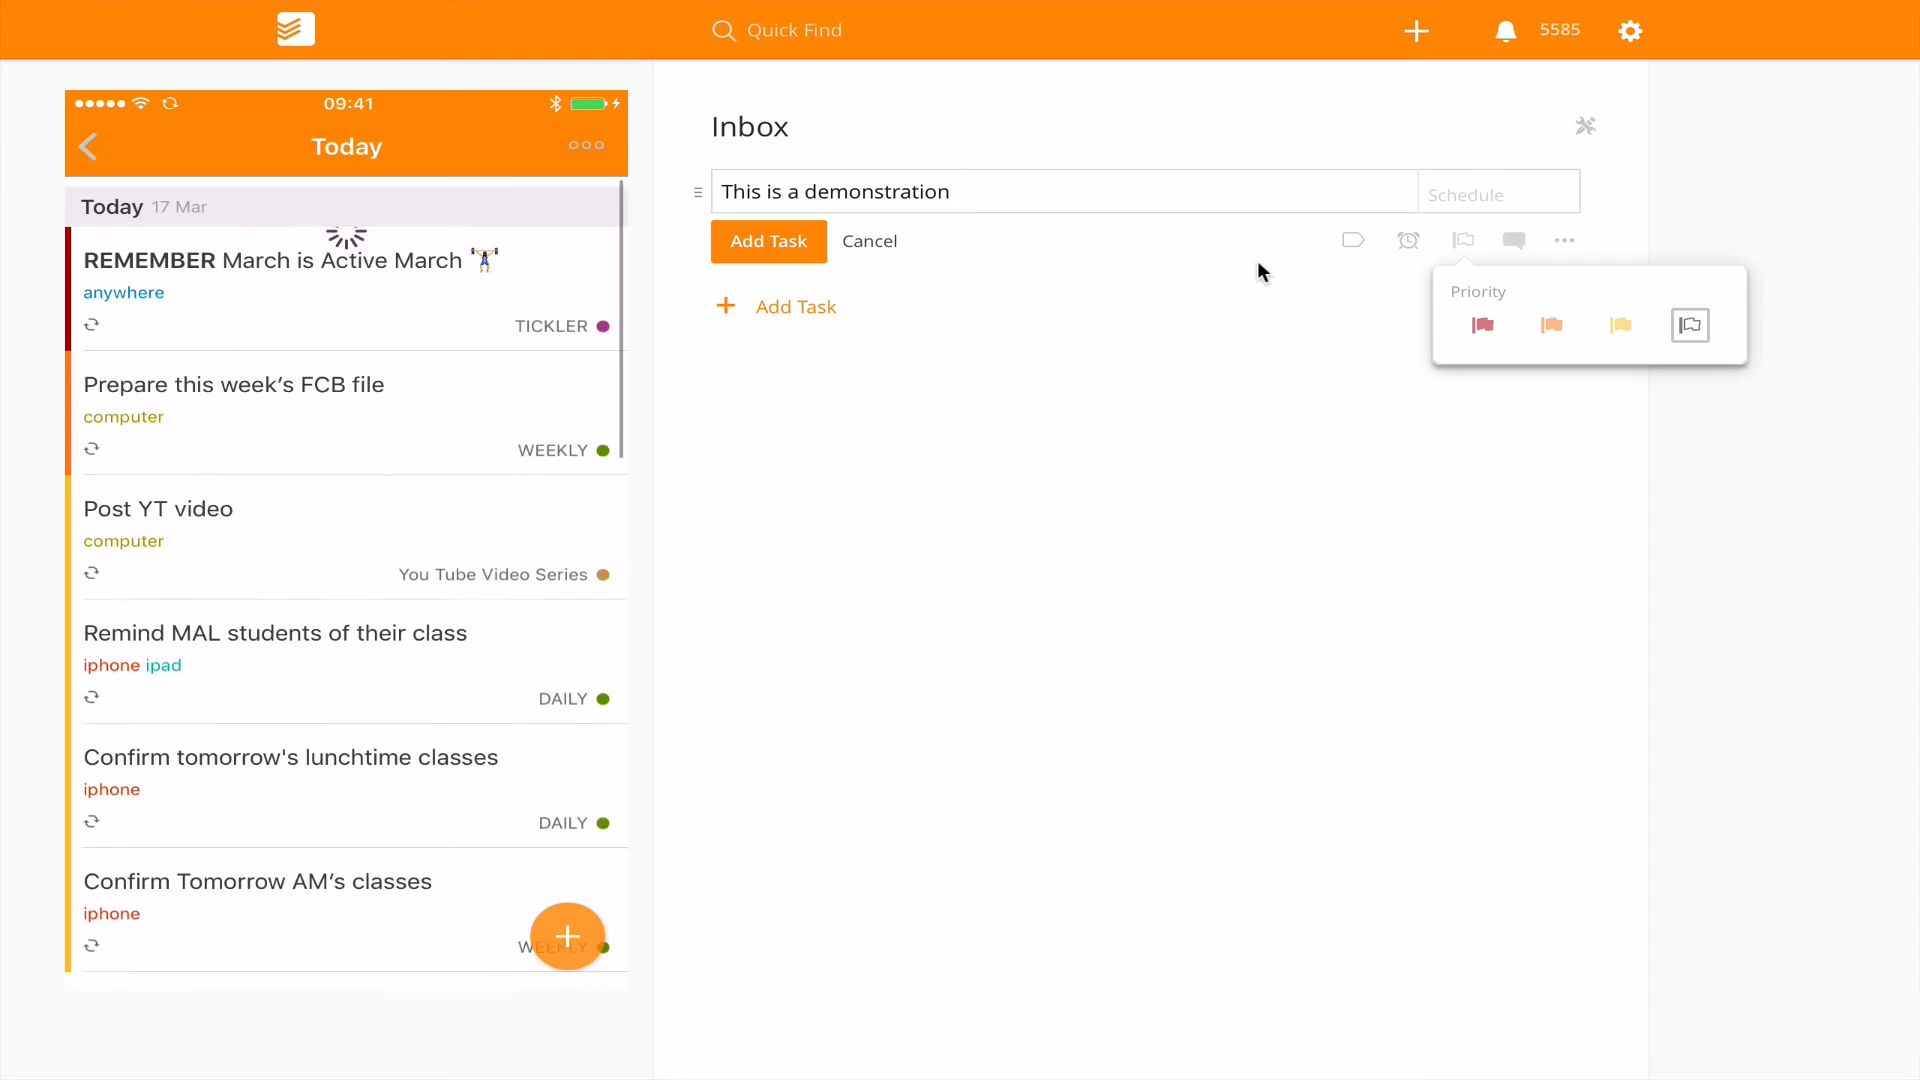 Quick Find
5585
09:41
Today
Today 17 Mar
REMEMBER March is Active March
anywhere
TICKLER
Prepare this week’s FCB file
computer
WEEKLY
Post YT video
computer
You Tube Video Series
Remind MAL students of their class
iphone ipad
DAILY
Confirm tomorrow's lunchtime classes
iphone
DAILY
Confirm Tomorrow AM’s classes
iphone
WEEKLY
Inbox
This is a demonstration
Schedule
Add Task
Cancel
Priority
Add Task